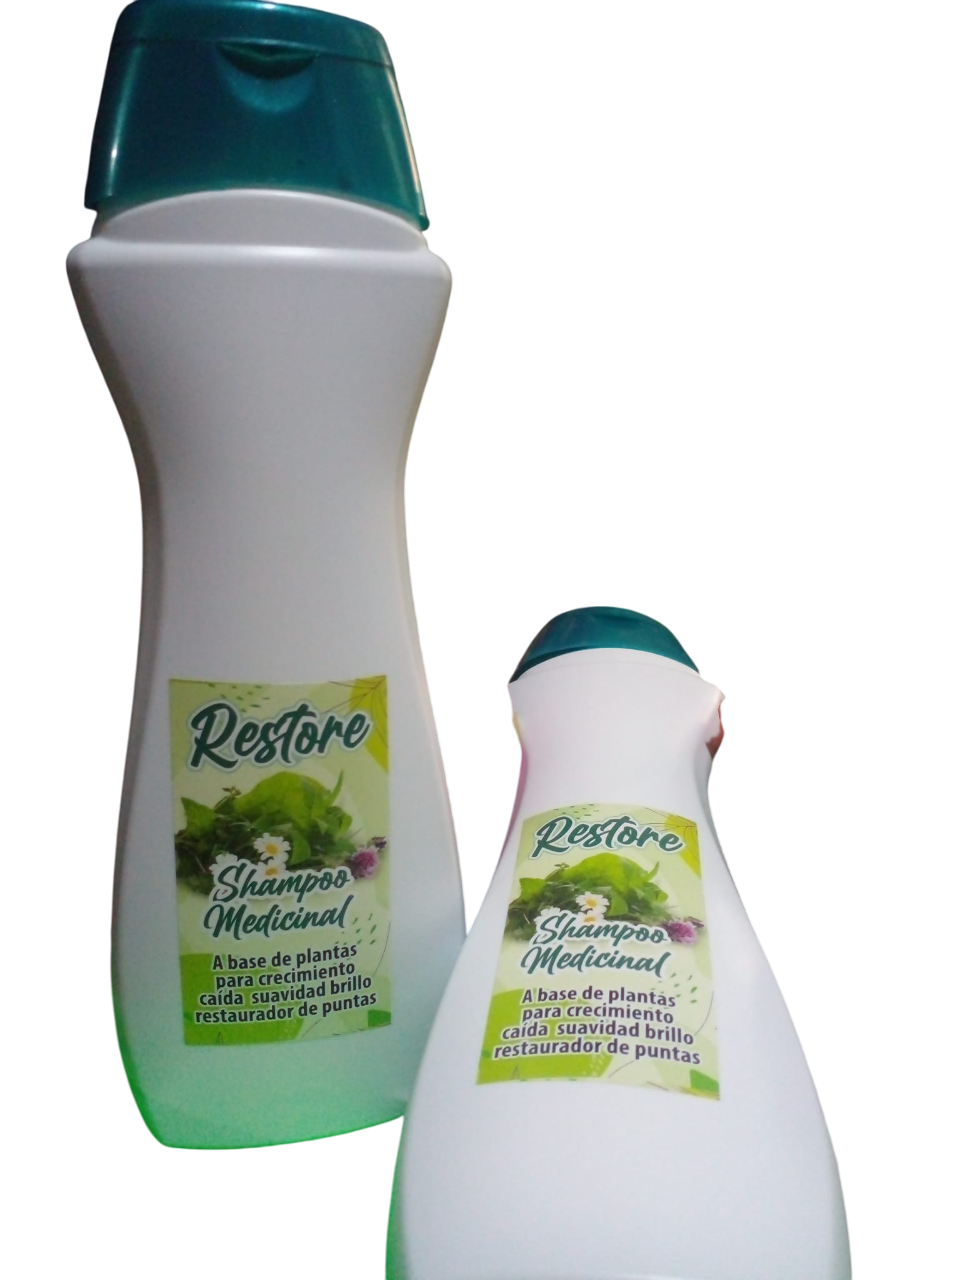 Restore
Shampoo
Medicinal
A base de plantas
para crecimiento
caída suavidad brillo
restaurador de puntas
Restore
Shampoo
Medicinal
A base de plantas
para crecimiento
caída suavidad brillo
restaurador de puntas